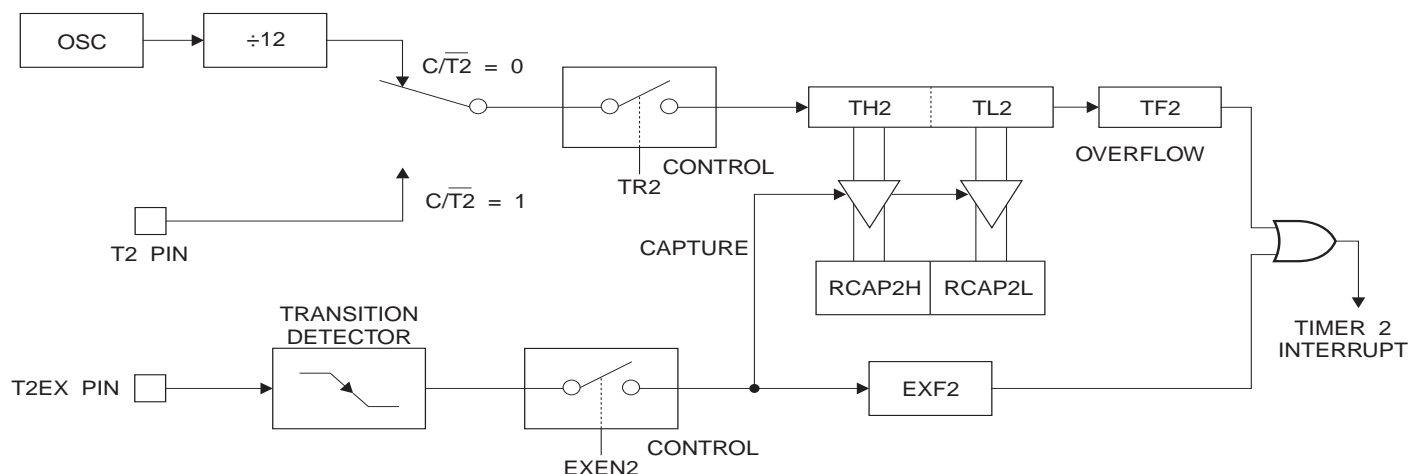 OSC
÷12
C/T2̅ = 0
TH2
TL2
TF2
OVERFLOW
CONTROL
TR2
C/T2̅ = 1
T2 PIN
CAPTURE
RCAP2H
RCAP2L
TRANSITION
DETECTOR
TIMER 2
INTERRUPT
T2EX PIN
EXF2
CONTROL
EXEN2